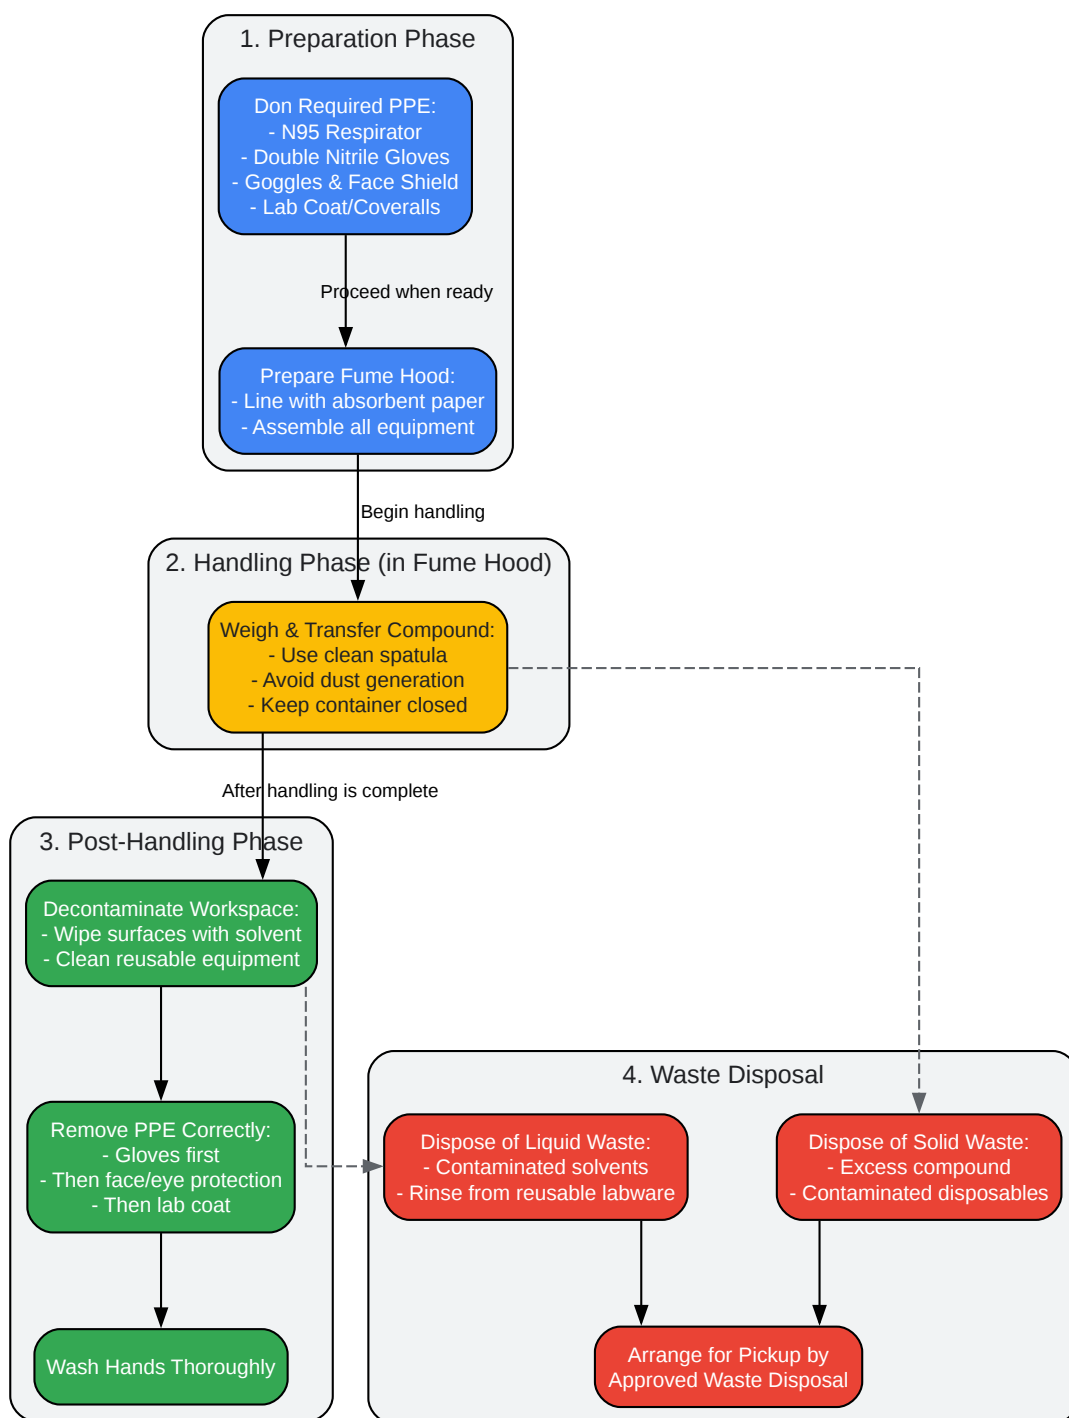 1. Preparation Phase
Don Required PPE:
- N95 Respirator
- Double Nitrile Gloves
- Goggles & Face Shield
- Lab Coat/Coveralls
Proceed when ready
Prepare Fume Hood:
- Line with absorbent paper
- Assemble all equipment
Begin handling
2. Handling Phase (in Fume Hood)
Weigh & Transfer Compound:
- Use clean spatula
- Avoid dust generation
- Keep container closed
After handling is complete
3. Post-Handling Phase
Decontaminate Workspace:
- Wipe surfaces with solvent
- Clean reusable equipment
Remove PPE Correctly:
- Gloves first
- Then face/eye protection
- Then lab coat
Wash Hands Thoroughly
4. Waste Disposal
Dispose of Liquid Waste:
- Contaminated solvents
- Rinse from reusable labware
Dispose of Solid Waste:
- Excess compound
- Contaminated disposables
Arrange for Pickup by
Approved Waste Disposal